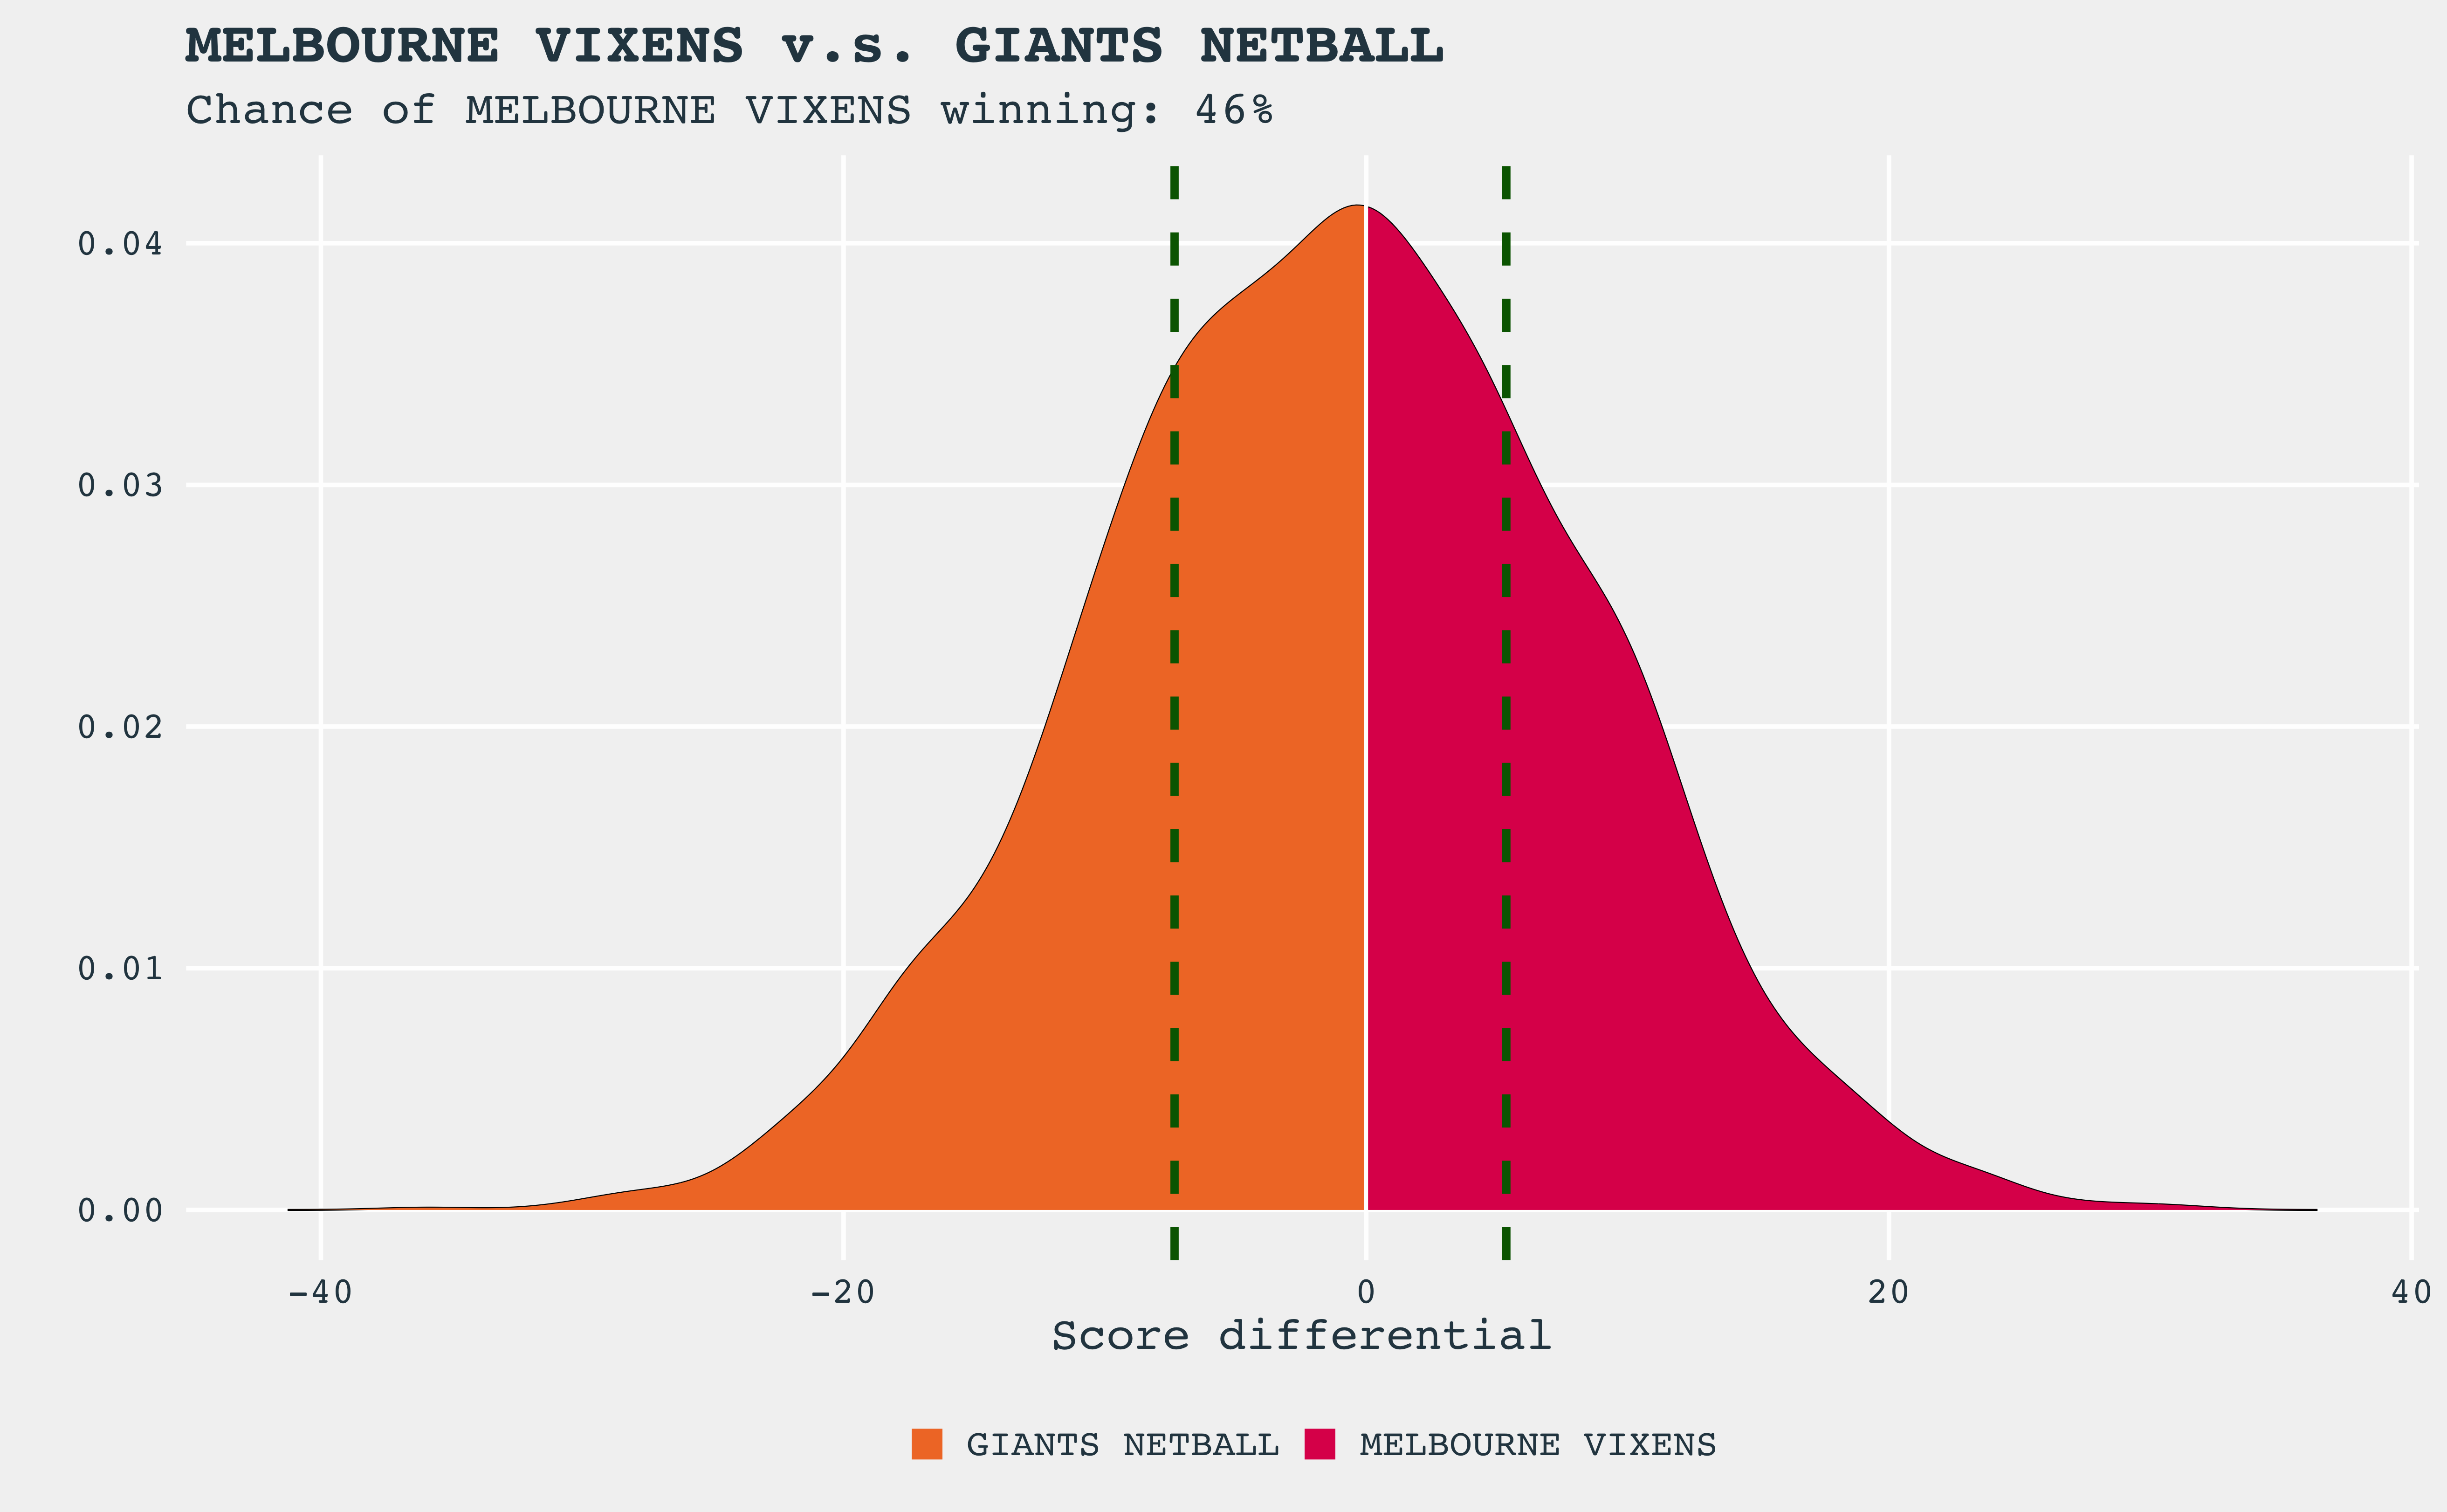 MELBOURNE VIXENS v.s. GIANTS NETBALL
Chance of MELBOURNE VIXENS winning: 46%
0.04
0.03
0.02
0.01
0.00
-40 -20 0 20 40
Score differential
GIANTS NETBALL MELBOURNE VIXENS